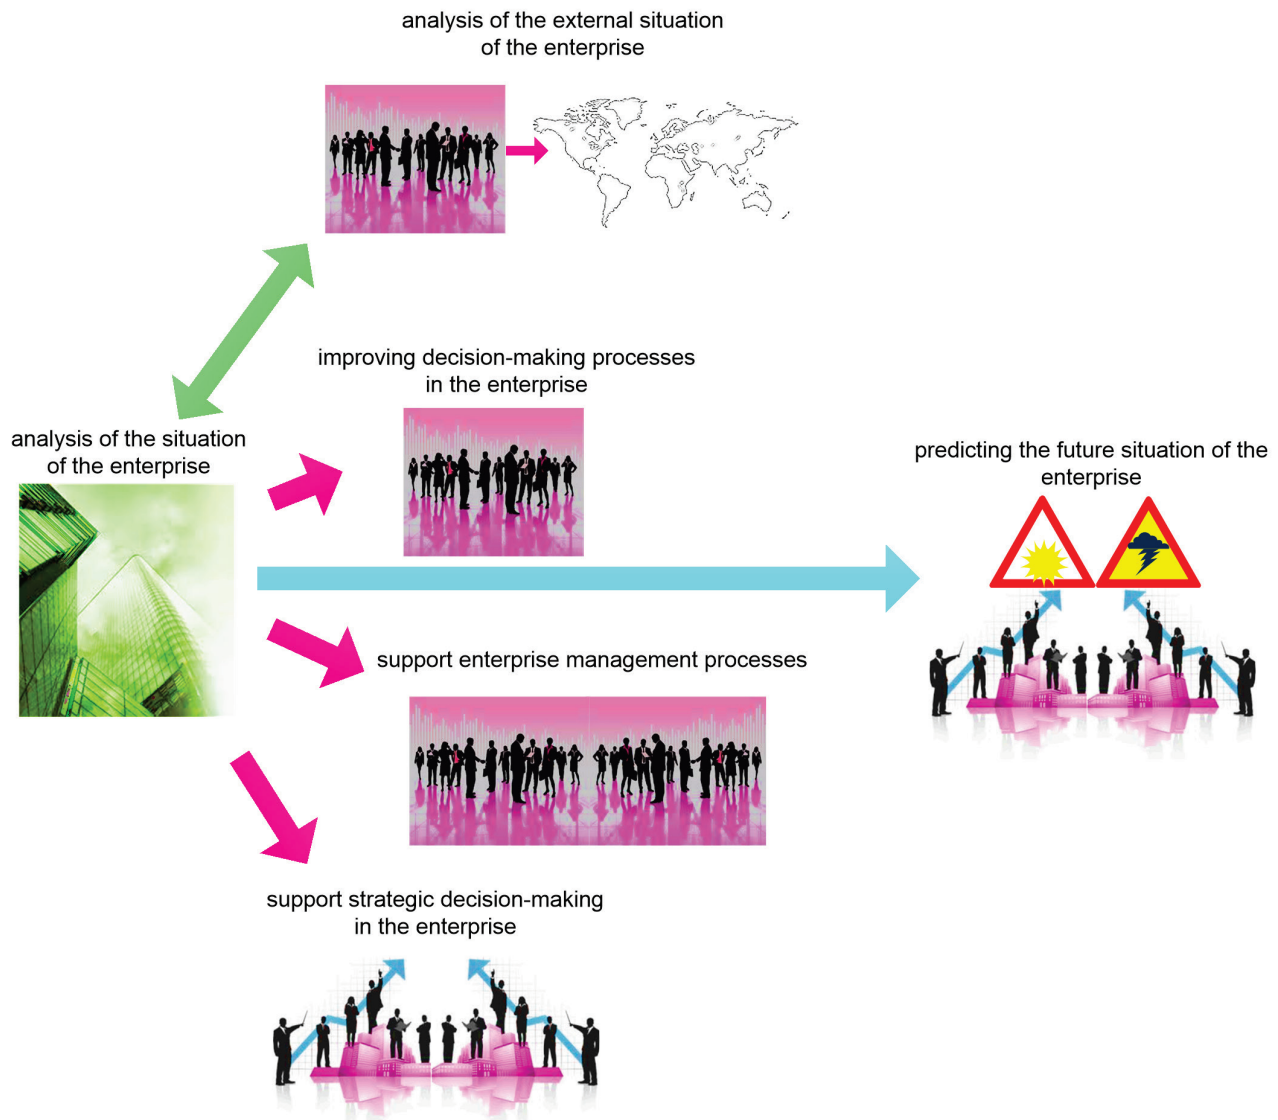 analysis of the external situation
of the enterprise
improving decision-making processes
in the enterprise
analysis of the situation
of the enterprise
predicting the future situation of the
enterprise
support enterprise management processes
support strategic decision-making
in the enterprise